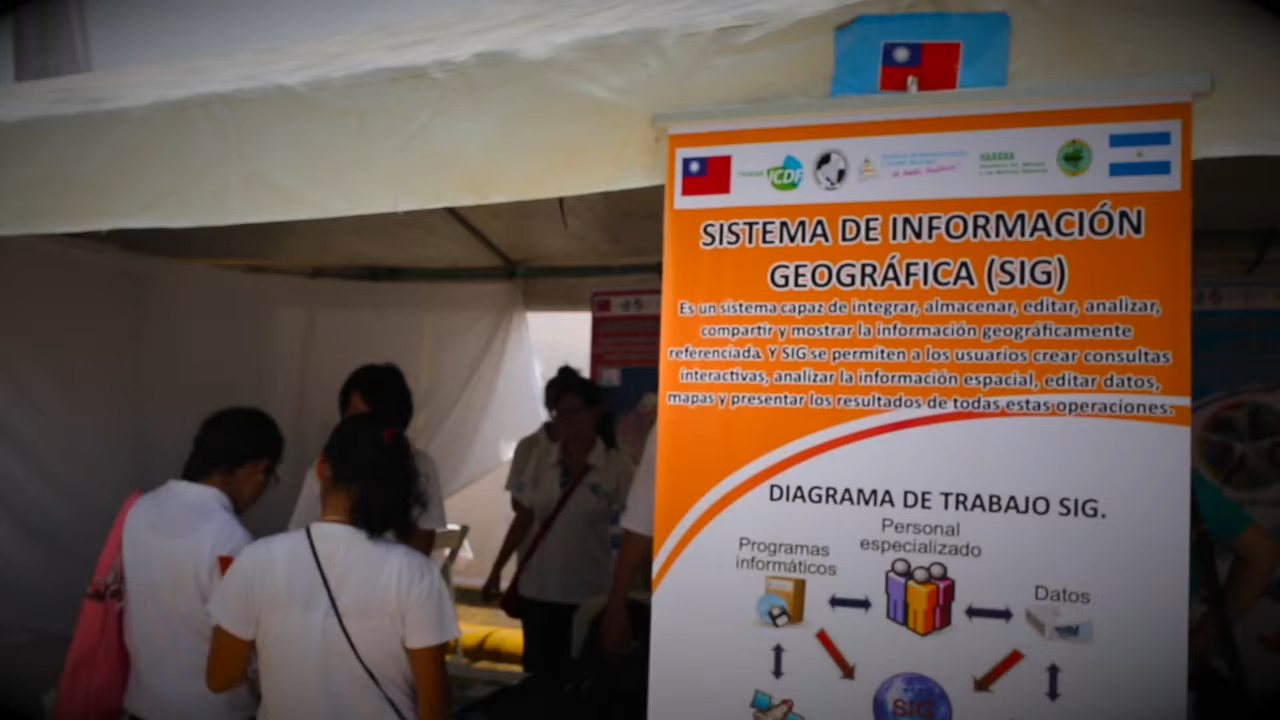 ICDF
MARENA
SISTEMA DE INFORMACIÓN
GEOGRÁFICA (SIG)
Es un sistema capaz de integrar, almacenar, editar, analizar,
compartir y mostrar la información geográficamente
referenciada. Y SIG se permiten a los usuarios crear consultas
interactivas, analizar la información espacial, editar datos,
mapas y presentar los resultados de todas estas operaciones.
DIAGRAMA DE TRABAJO SIG.
Personal
especializado
Programas
informáticos
Datos
SIG